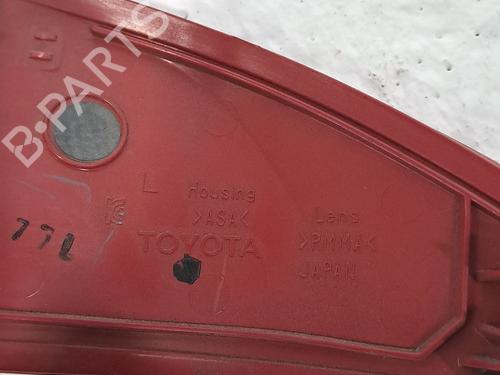 B-PARTS
L Housing
>ASA<
TOYOTA
Lens
>PMMA<
JAPAN